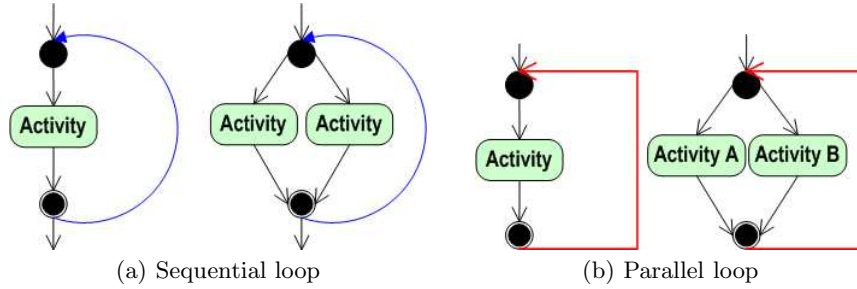 Activity
Activity Activity
Activity
Activity A Activity B
(a) Sequential loop
(b) Parallel loop